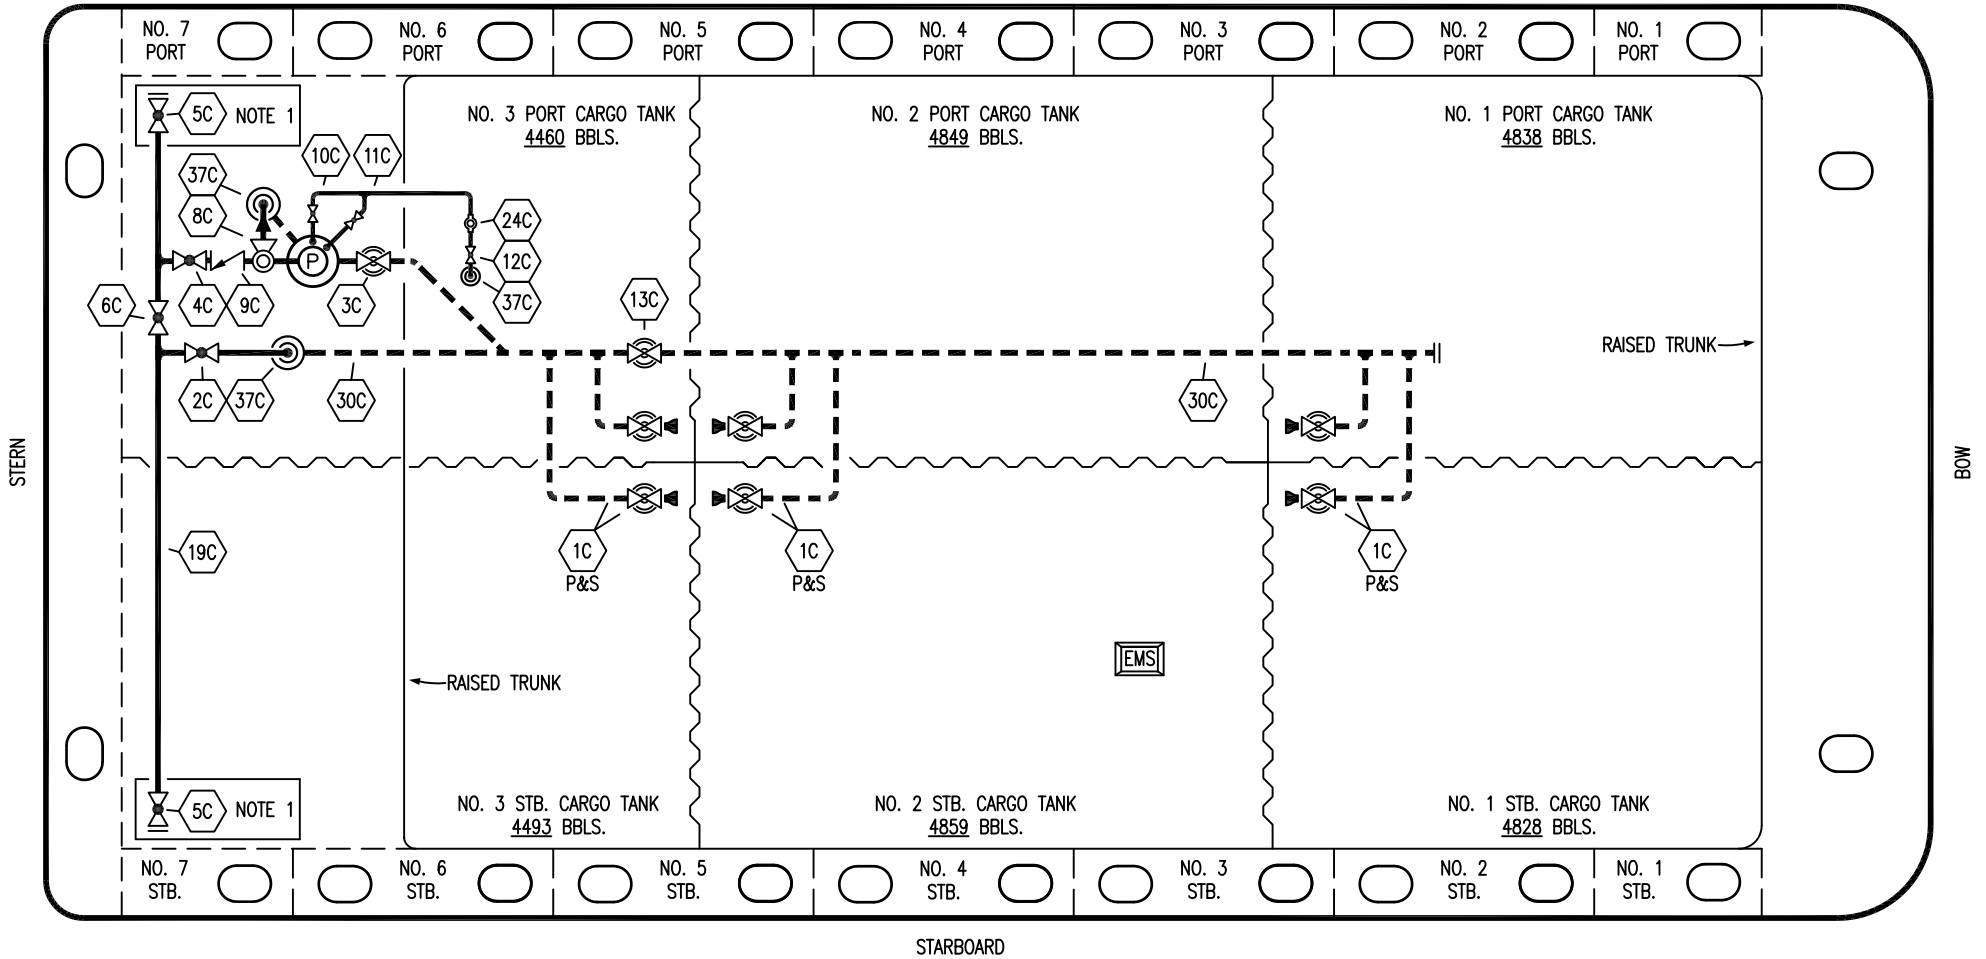 NO. 7
PORT
NO. 6
PORT
NO. 5
PORT
NO. 4
PORT
NO. 3
PORT
NO. 2
PORT
NO. 1
PORT
5C NOTE 1
NO. 3 PORT CARGO TANK
4460 BBLS.
NO. 2 PORT CARGO TANK
4849 BBLS.
NO. 1 PORT CARGO TANK
4838 BBLS.
10C
11C
37C
8C
24C
12C
37C
P
6C
4C
9C
3C
13C
RAISED TRUNK
2C
37C
30C
30C
STERN
BOW
19C
1C
P&S
1C
P&S
1C
P&S
EMS
RAISED TRUNK
5C NOTE 1
NO. 3 STB. CARGO TANK
4493 BBLS.
NO. 2 STB. CARGO TANK
4859 BBLS.
NO. 1 STB. CARGO TANK
4828 BBLS.
NO. 7
STB.
NO. 6
STB.
NO. 5
STB.
NO. 4
STB.
NO. 3
STB.
NO. 2
STB.
NO. 1
STB.
STARBOARD